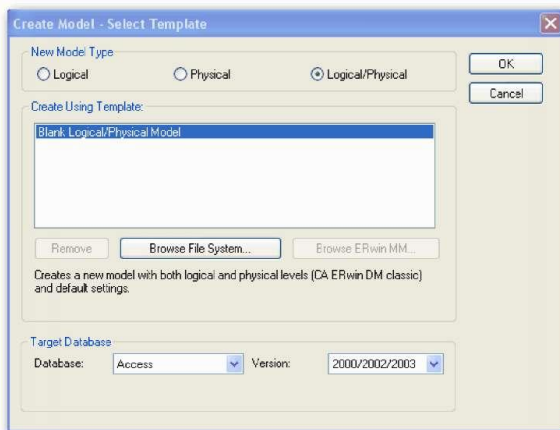 Create Model - Select Template
New Model Type
Logical
Physical
Logical/Physical
OK
Cancel
Create Using Template:
Blank Logical/Physical Model
Remove
Browse File System...
Browse ERwin MM...
Creates a new model with both logical and physical levels (CA ERwin DM classic)
and default settings.
Target Database
Database:
Access
Version:
2000/2002/2003